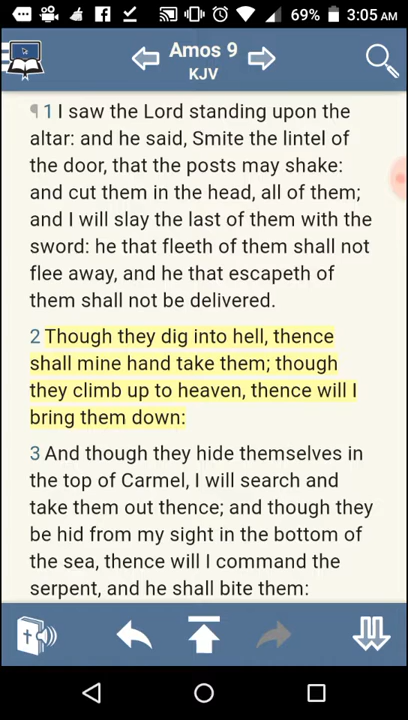 69% 3:05 AM
Amos 9
KJV
¶ 1 I saw the Lord standing upon the
altar: and he said, Smite the lintel of
the door, that the posts may shake:
and cut them in the head, all of them;
and I will slay the last of them with the
sword: he that fleeth of them shall not
flee away, and he that escapeth of
them shall not be delivered.
2 Though they dig into hell, thence
shall mine hand take them; though
they climb up to heaven, thence will I
bring them down:
3 And though they hide themselves in
the top of Carmel, I will search and
take them out thence; and though they
be hid from my sight in the bottom of
the sea, thence will I command the
serpent, and he shall bite them: